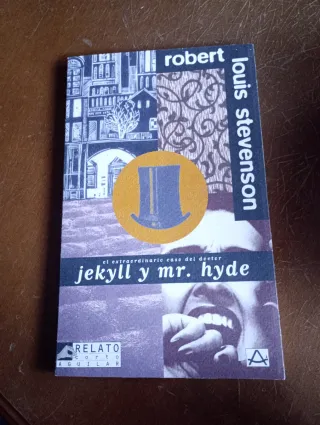 robert
louis stevenson
el extraordinario caso del doctor
jekyll y mr. hyde
RELATO
corto
AGUILAR
A